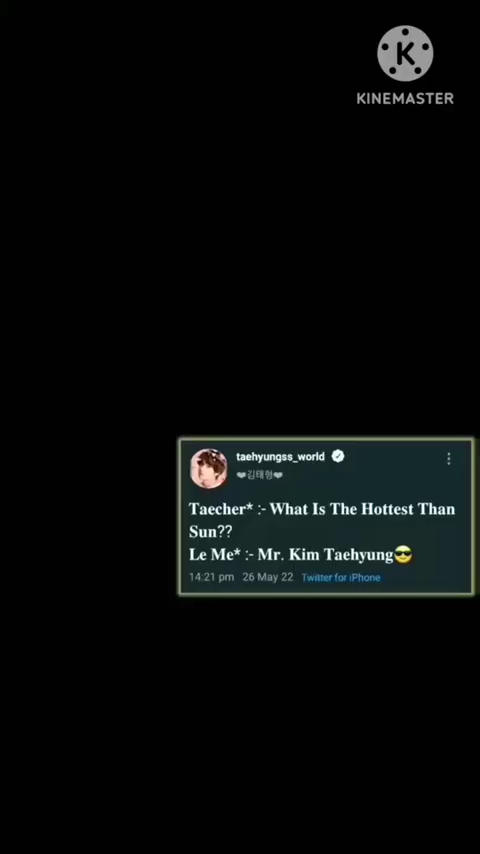 K
KINEMASTER
taehyungss_world
❤김태형❤
Taecher* :- What Is The Hottest Than
Sun??
Le Me* :- Mr. Kim Taehyung😎
14:21 pm 26 May 22 Twitter for iPhone